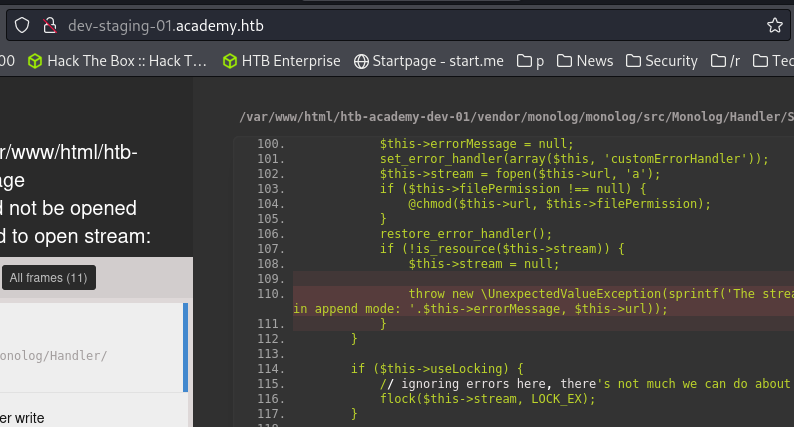 dev-staging-01.academy.htb
00 Hack The Box :: Hack T… HTB Enterprise Startpage - start.me p News Security /r Tec
/var/www/html/htb-academy-dev-01/vendor/monolog/monolog/src/Monolog/Handler/S
r/www/html/htb-
age
d not be opened
d to open stream:
All frames (11)
onolog/Handler/
er write
100. $this->errorMessage = null;
101. set_error_handler(array($this, 'customErrorHandler'));
102. $this->stream = fopen($this->url, 'a');
103. if ($this->filePermission !== null) {
104. @chmod($this->url, $this->filePermission);
105. }
106. restore_error_handler();
107. if (!is_resource($this->stream)) {
108. $this->stream = null;
109.
110. throw new \UnexpectedValueException(sprintf('The strea
in append mode: '.$this->errorMessage, $this->url));
111. }
112. }
113.
114. if ($this->useLocking) {
115. // ignoring errors here, there's not much we can do about
116. flock($this->stream, LOCK_EX);
117. }